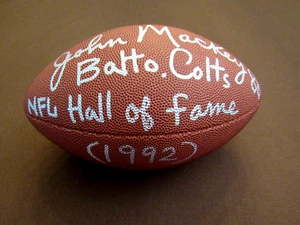 John Mackey
Balto. Colts
NFL Hall of Fame
(1992)